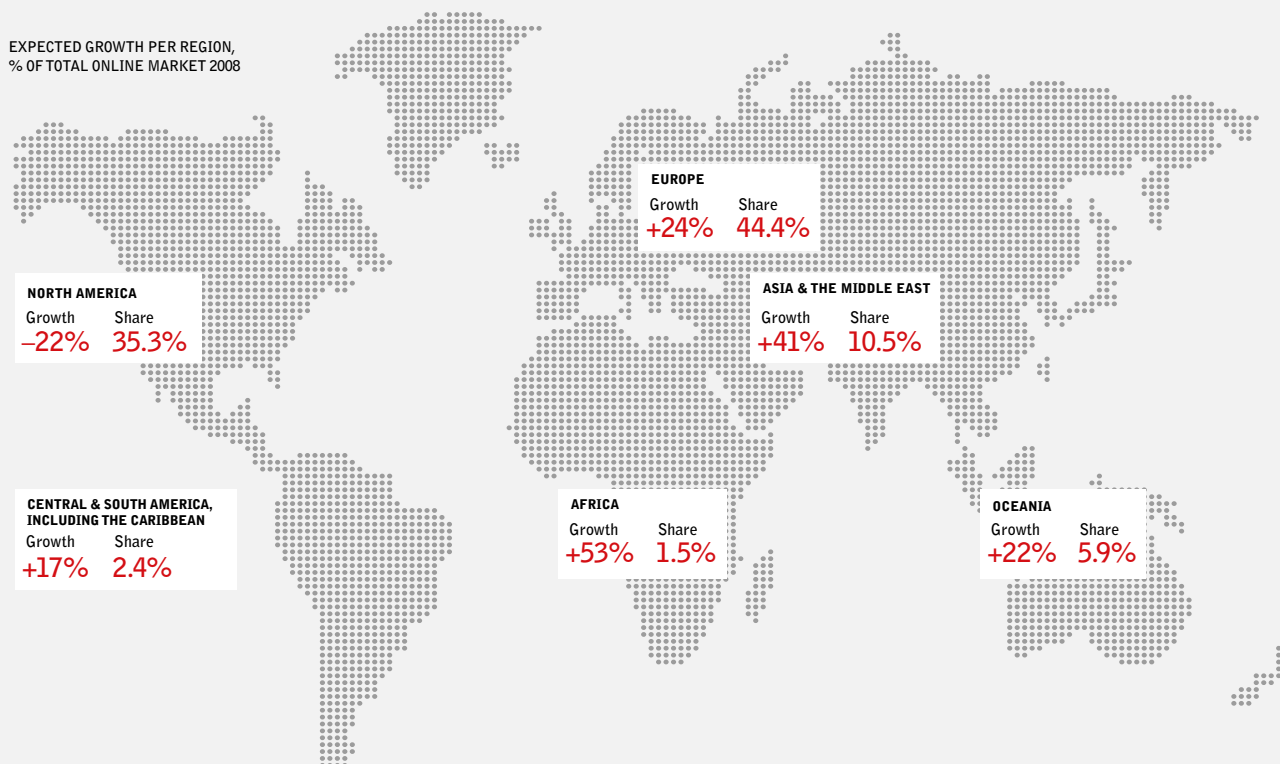 EXPECTED GROWTH PER REGION,
% OF TOTAL ONLINE MARKET 2008
EUROPE
Growth Share
+24% 44.4%
NORTH AMERICA
Growth Share
–22% 35.3%
ASIA & THE MIDDLE EAST
Growth Share
+41% 10.5%
CENTRAL & SOUTH AMERICA,
INCLUDING THE CARIBBEAN
Growth Share
+17% 2.4%
AFRICA
Growth Share
+53% 1.5%
OCEANIA
Growth Share
+22% 5.9%